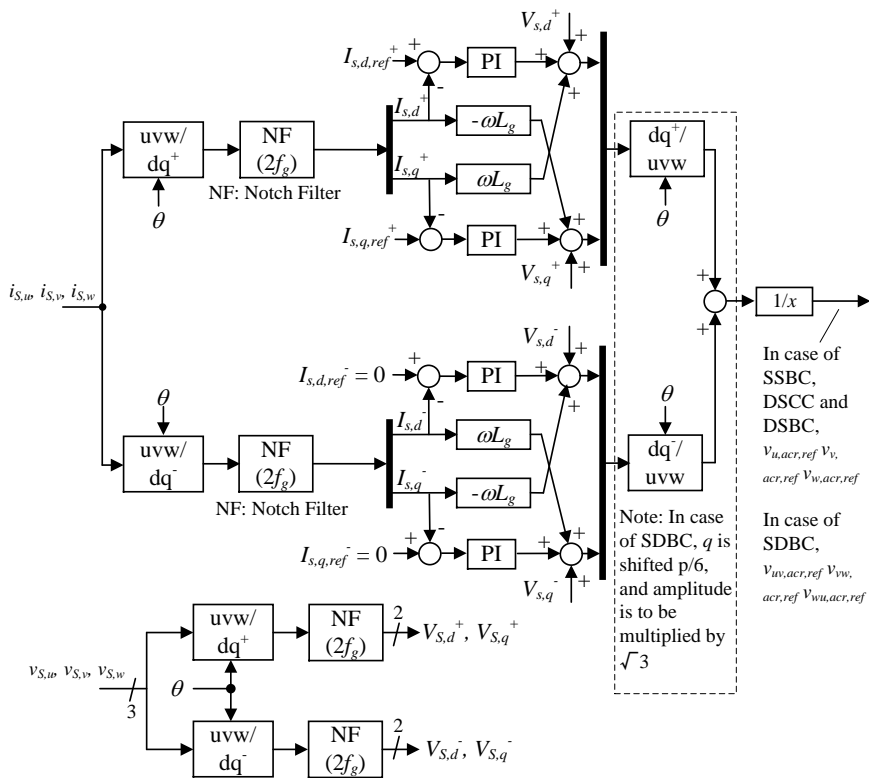 V_{s,d}^+
I_{s,d,ref}^+
+
-
PI
+
+
+
I_{s,d}^+
-ωL_g
uvw/
dq^+
θ
NF
(2f_g)
NF: Notch Filter
I_{s,q}^+
ωL_g
-
+
I_{s,q,ref}^+
PI
+
+
+
V_{s,q}^+
dq^+/
uvw
θ
i_{S,u}, i_{S,v}, i_{S,w}
+
+
1/x
V_{s,d}^-
I_{s,d,ref}^- = 0
+
-
PI
+
+
+
I_{s,d}^-
ωL_g
θ
uvw/
dq^-
NF
(2f_g)
NF: Notch Filter
I_{s,q}^-
-ωL_g
+
-
I_{s,q,ref}^- = 0
PI
+
+
+
V_{s,q}^-
θ
dq^-/
uvw
Note: In case
of SDBC, q is
shifted p/6,
and amplitude
is to be
multiplied by
√3
In case of
SSBC,
DSCC and
DSBC,
v_{u,acr,ref} v_{v,
acr,ref} v_{w,acr,ref}
In case of
SDBC,
v_{uv,acr,ref} v_{vw,
acr,ref} v_{wu,acr,ref}
v_{S,u}, v_{S,v}, v_{S,w}
3
θ
uvw/
dq^+
NF
(2f_g)
2
V_{S,d}^+, V_{S,q}^+
uvw/
dq^-
NF
(2f_g)
2
V_{S,d}^-, V_{S,q}^-